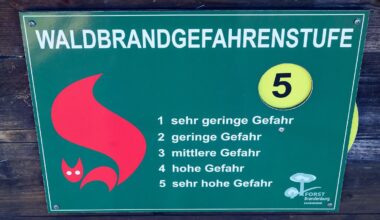 WALDBRANDGEFAHRENSTUFE
5
1 sehr geringe Gefahr
2 geringe Gefahr
3 mittlere Gefahr
4 hohe Gefahr
5 sehr hohe Gefahr
FORST
Brandenburg